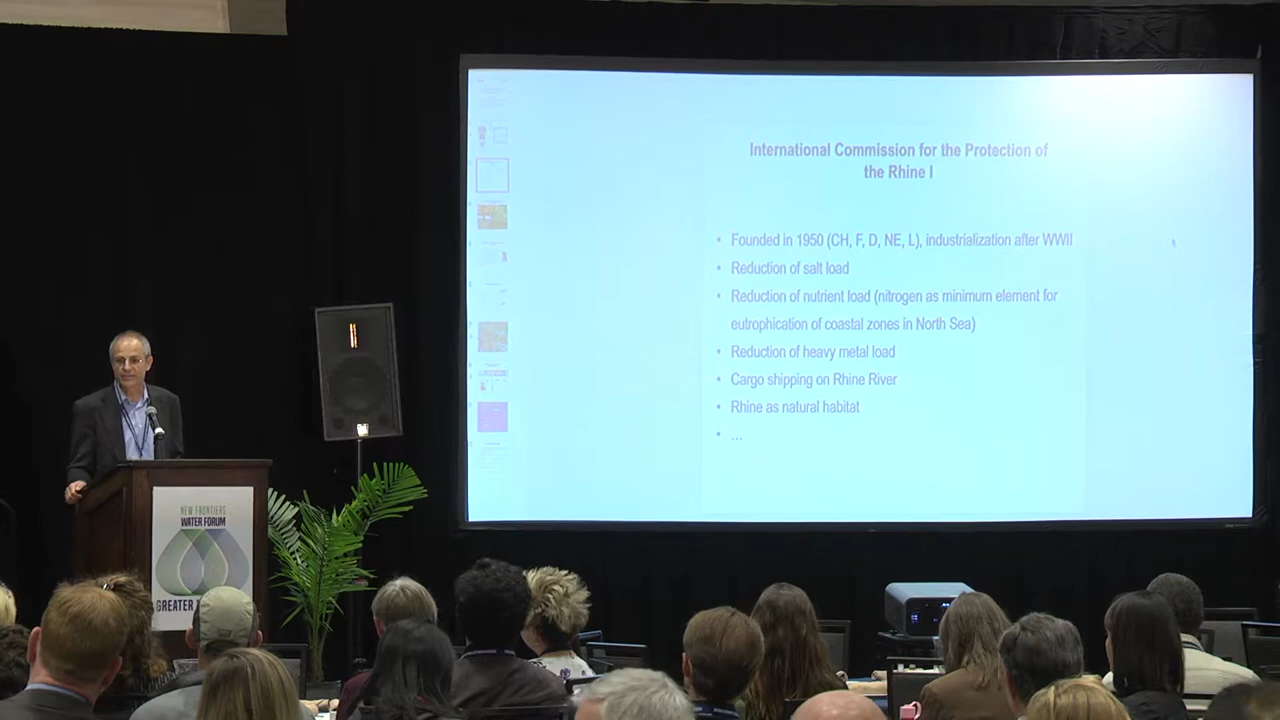 International Commission for the Protection of
the Rhine I
• Founded in 1950 (CH, F, D, NE, L), industrialization after WWII
• Reduction of salt load
• Reduction of nutrient load (nitrogen as minimum element for
eutrophication of coastal zones in North Sea)
• Reduction of heavy metal load
• Cargo shipping on Rhine River
• Rhine as natural habitat
• ...
NEW FRONTIERS
WATER FORUM
GREATER